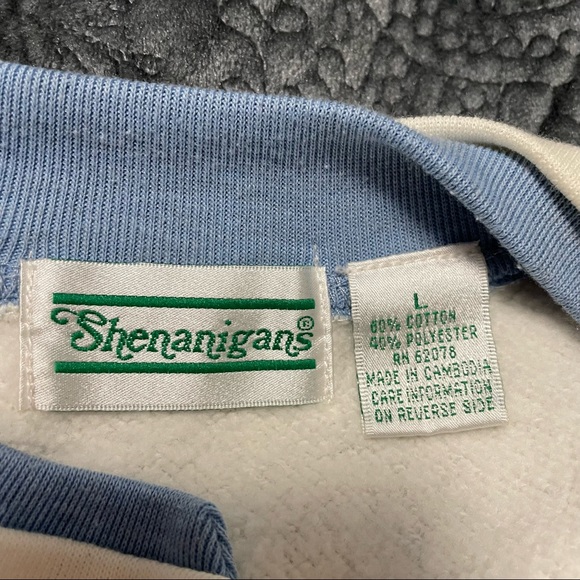 Shenanigans®
L
60% COTTON
40% POLYESTER
RN 62078
MADE IN CAMBODIA
CARE INFORMATION
ON REVERSE SIDE